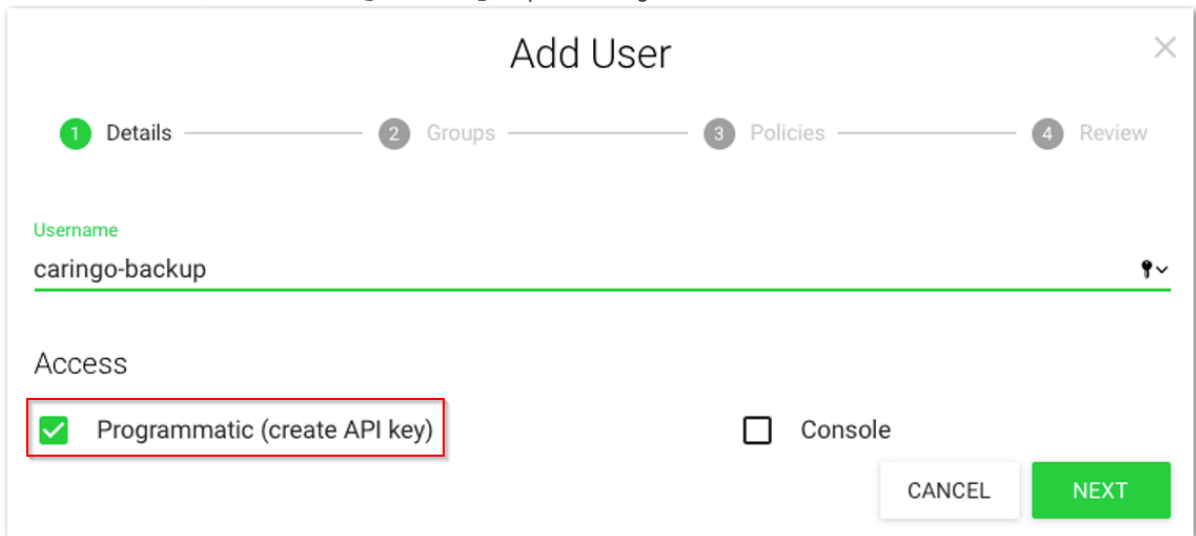 Add User
1 Details 2 Groups 3 Policies 4 Review
Username
caringo-backup
Access
Programmatic (create API key) Console
CANCEL NEXT